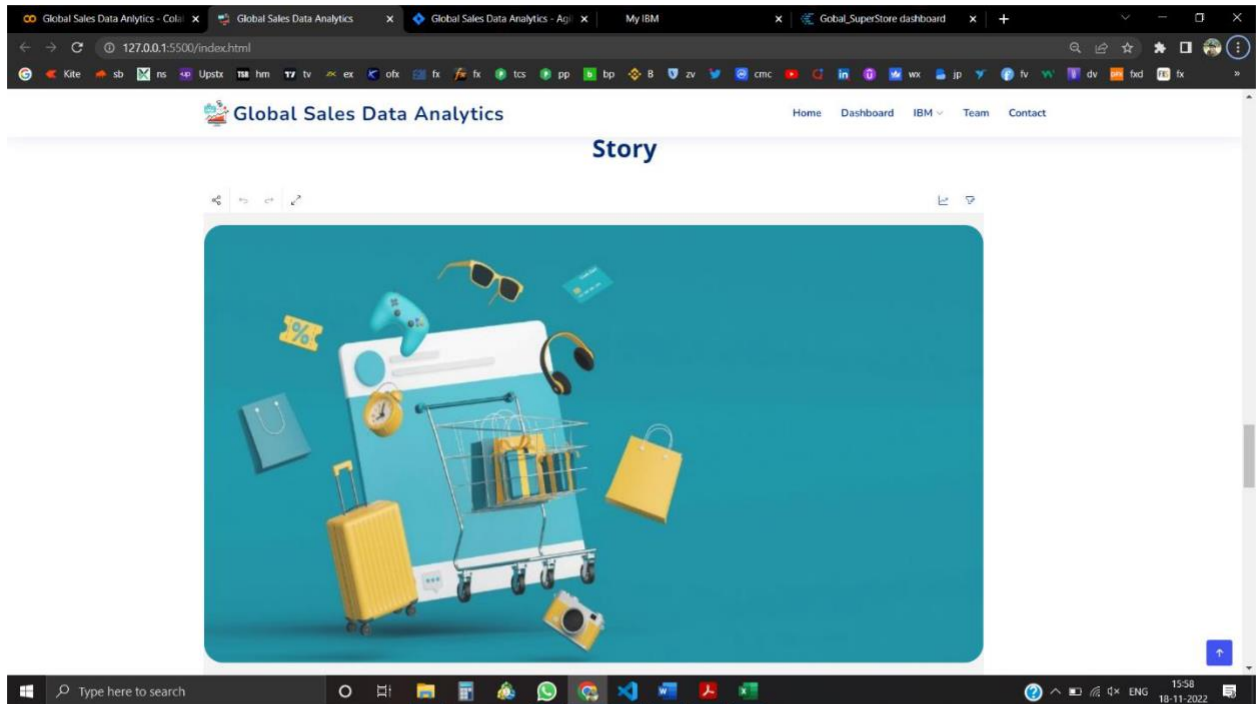 Global Sales Data Anlytics - Cola
Global Sales Data Analytics
Global Sales Data Analytics - Agi
My IBM
Gobal_SuperStore dashboard
127.0.0.1:5500/index.html
Kite sb ns Upstx hm tv ex ofx fx fx tcs pp bp B zv cmc in wx jp fv dv fxd fx
Global Sales Data Analytics
Home Dashboard IBM Team Contact
Story
%
Type here to search
ENG
15:58
18-11-2022